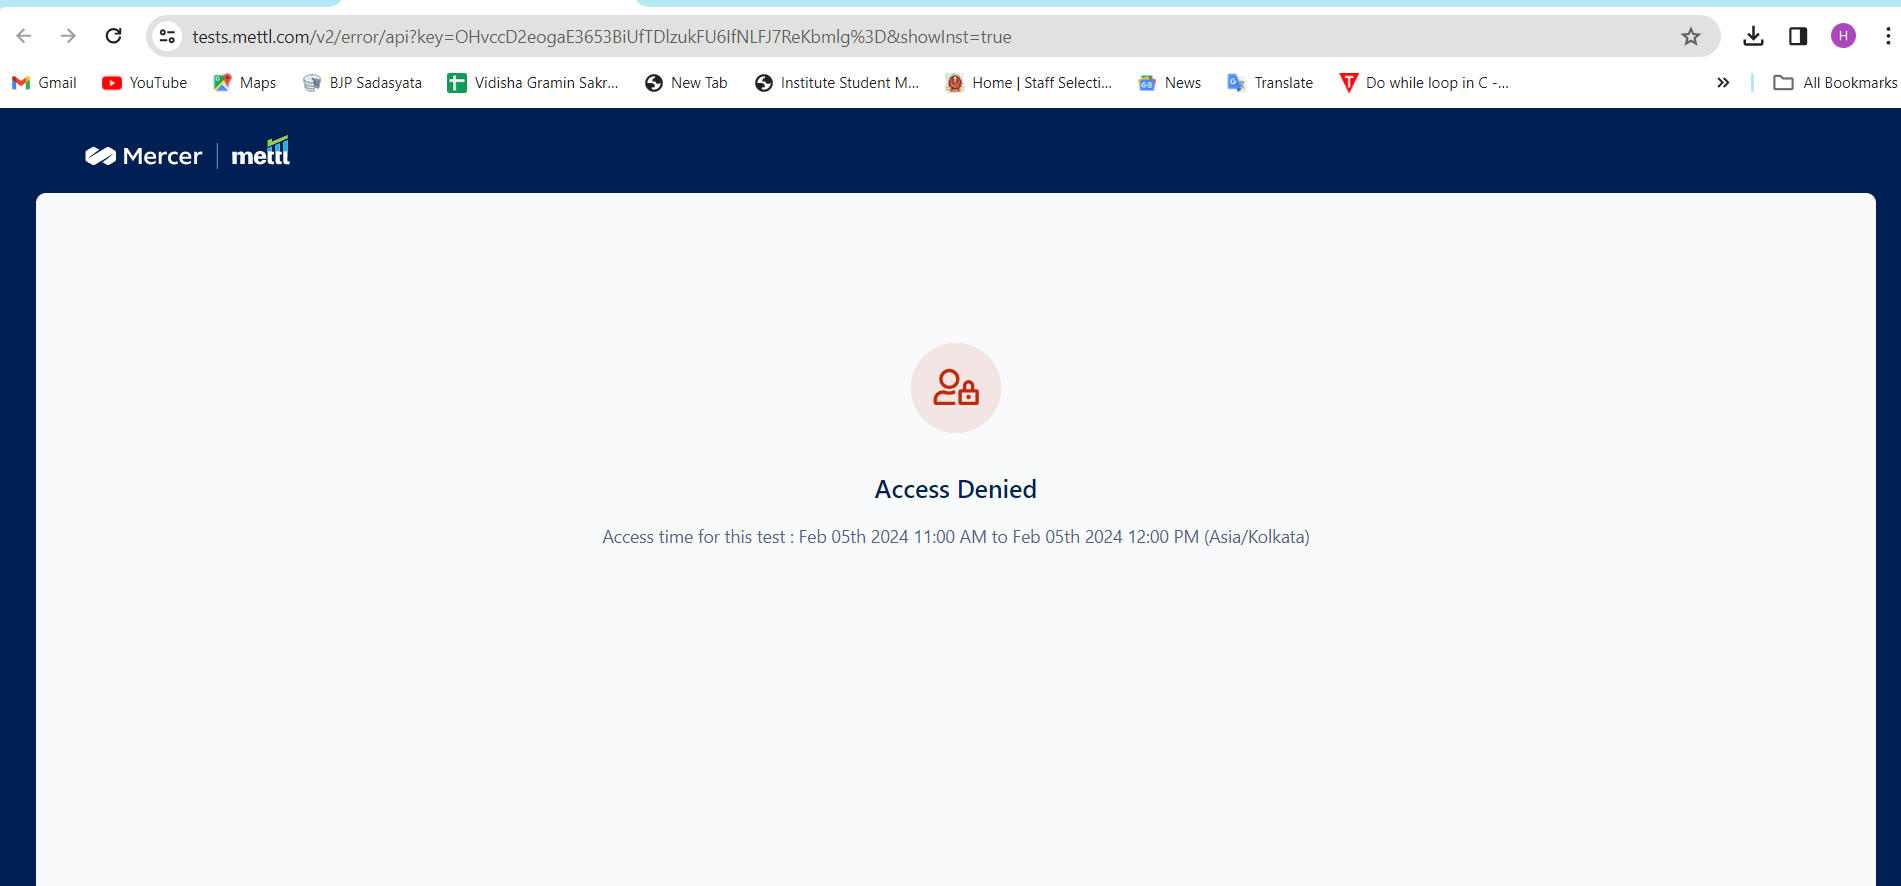 tests.mettl.com/v2/error/api?key=OHvccD2eogaE3653BiUfTDlzukFU6IfNLFJ7ReKbmlg%3D&showInst=true
H
Gmail YouTube Maps BJP Sadasyata Vidisha Gramin Sakr... New Tab Institute Student M... Home | Staff Selecti... News Translate Do while loop in C -... » All Bookmarks
Mercer | mettl
Access Denied
Access time for this test : Feb 05th 2024 11:00 AM to Feb 05th 2024 12:00 PM (Asia/Kolkata)